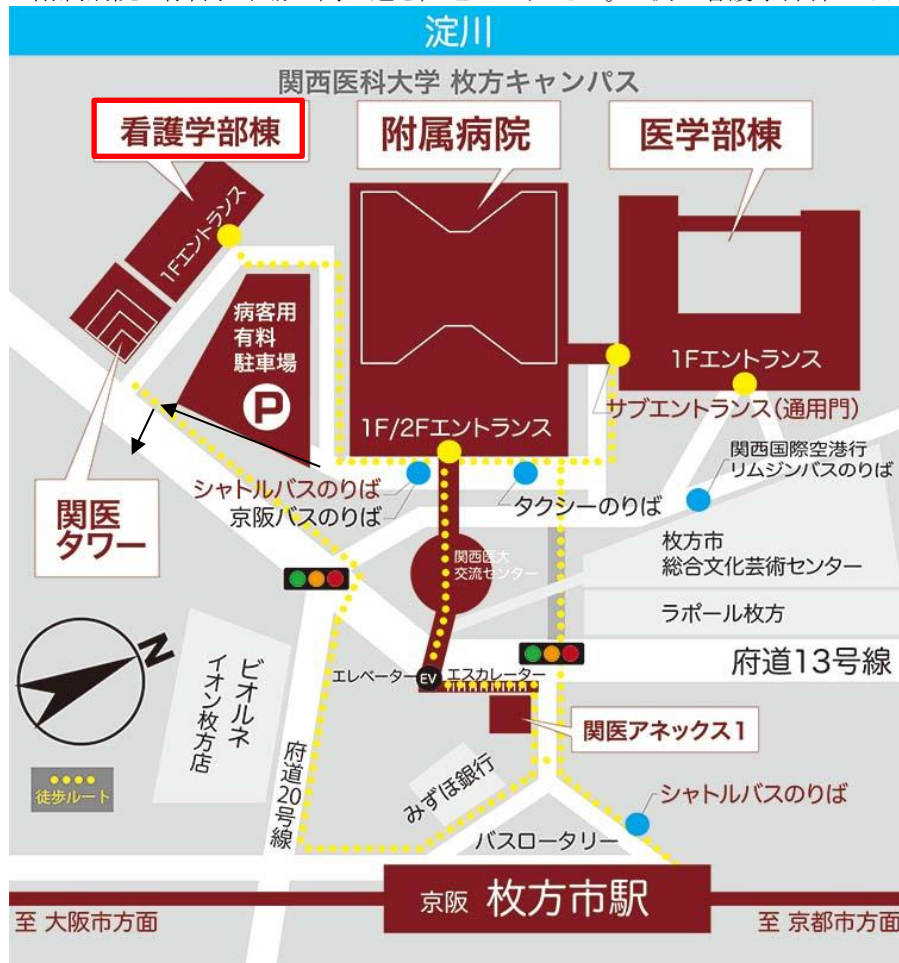 淀川
関西医科大学 枚方キャンパス
看護学部棟
附属病院
医学部棟
1Fエントランス
病客用
有料
駐車場
P
1Fエントランス
サブエントランス(通用門)
1F/2Fエントランス
関西国際空港行
リムジンバスのりば
シャトルバスのりば
京阪バスのりば
タクシーのりば
関医
タワー
関西医大
交流センター
枚方市
総合文化芸術センター
ラポール枚方
府道13号線
N
ビオルネ
イオン枚方店
エレベーター
EV
エスカレーター
関医アネックス1
徒歩ルート
府道20号線
みずほ銀行
シャトルバスのりば
バスロータリー
京阪 枚方市駅
至 大阪市方面
至 京都市方面